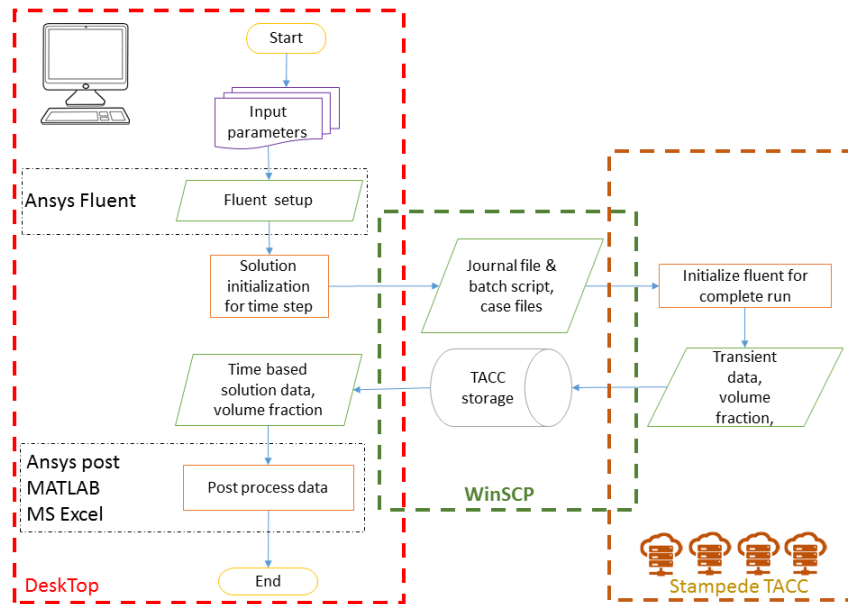 Start
Input
parameters
Ansys Fluent
Fluent setup
Solution
initialization
for time step
Journal file &
batch script,
case files
Initialize fluent for
complete run
Transient
data,
volume
fraction,
TACC
storage
Time based
solution data,
volume fraction
Ansys post
MATLAB
MS Excel
Post process data
WinSCP
End
DeskTop
Stampede TACC